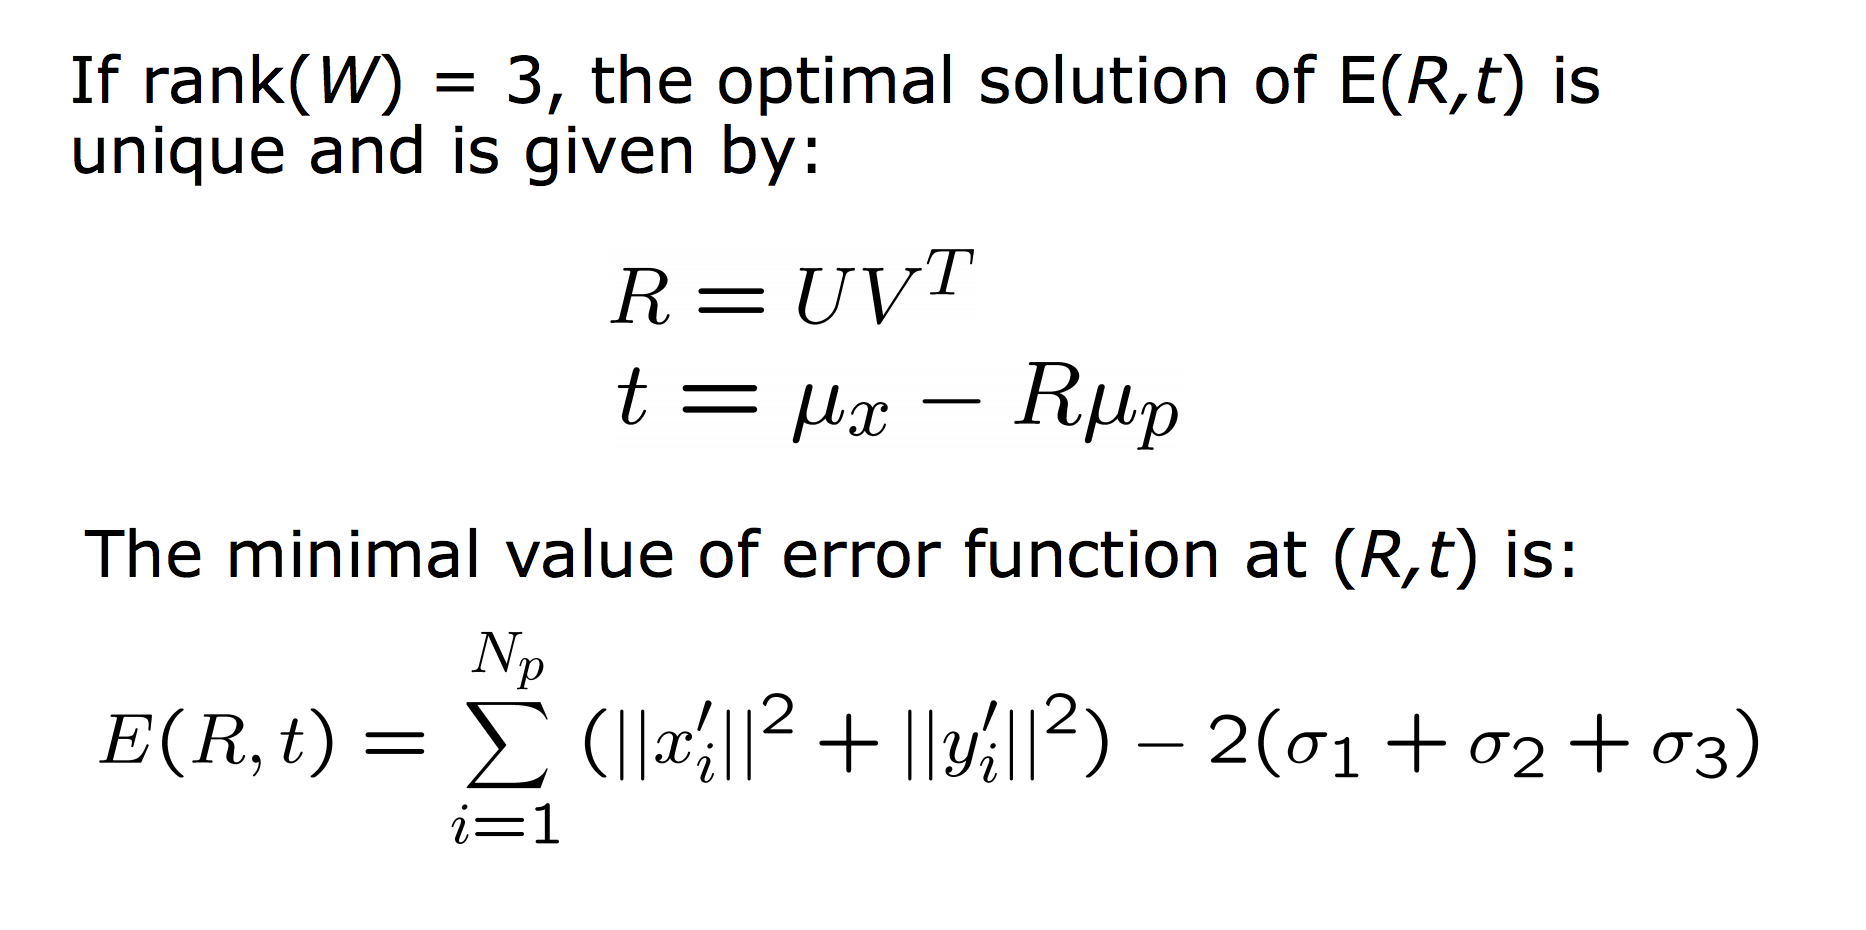 If rank(W) = 3, the optimal solution of E(R,t) is
unique and is given by:
R = UV^T
t = μ_x − Rμ_p
The minimal value of error function at (R,t) is:
E(R, t) = ∑_{i=1}^{N_p} (||x′_i||² + ||y′_i||²) − 2(σ₁ + σ₂ + σ₃)